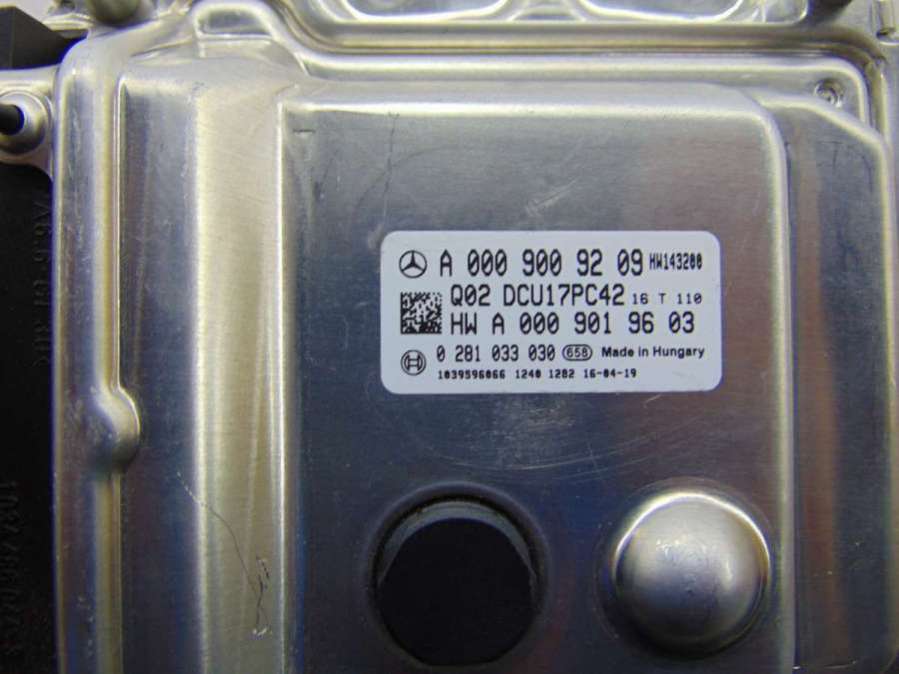 A 000 900 92 09 HW143200
Q02 DCU17PC42 16 T 110
HW A 000 901 96 03
0 281 033 030 658 Made in Hungary
1039S96066 1240 1282 16-04-19